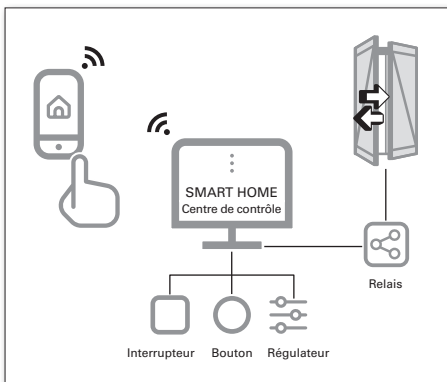 SMART HOME
Centre de contrôle
Relais
Interrupteur Bouton Régulateur